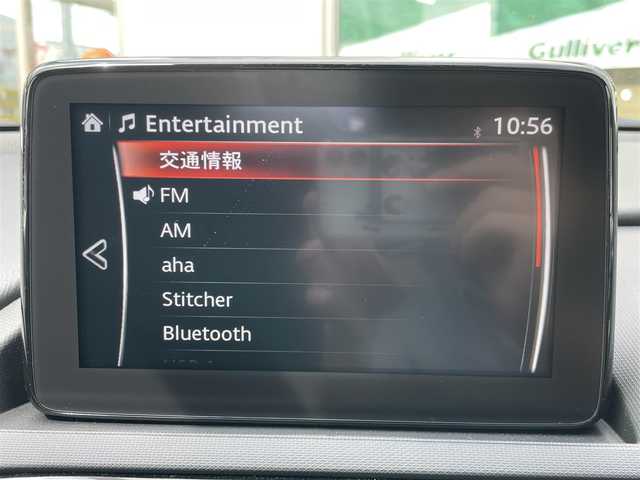 Gulliver
Entertainment 10:56
交通情報
FM
AM
aha
Stitcher
Bluetooth